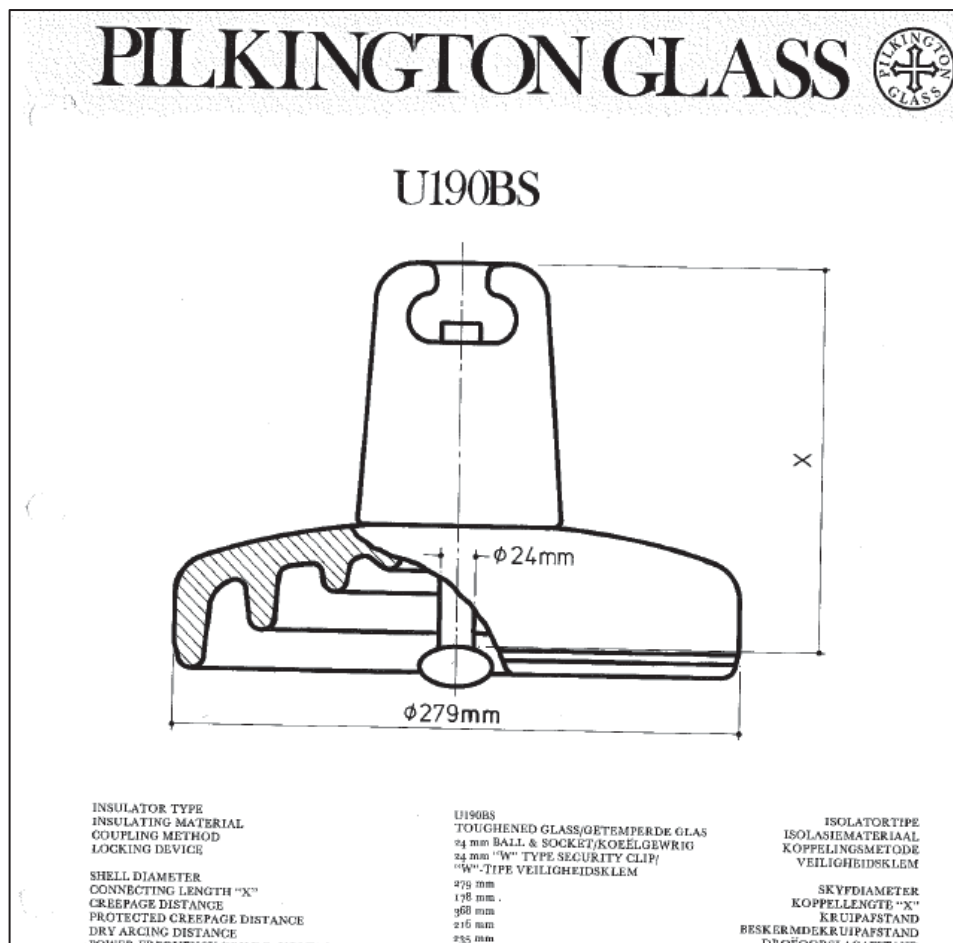 PILKINGTON GLASS
PILKINGTON GLASS
U190BS
X
ϕ24mm
ϕ279mm
INSULATOR TYPE U190BS ISOLATORTIPE
INSULATING MATERIAL TOUGHENED GLASS/GETEMPERDE GLAS ISOLASIEMATERIAAL
COUPLING METHOD 24 mm BALL & SOCKET/KOEËLGEWRIG KOPPELINGSMETODE
LOCKING DEVICE 24 mm "W" TYPE SECURITY CLIP/ VEILIGHEIDSKLEM
"W"-TIPE VEILIGHEIDSKLEM
SHELL DIAMETER 279 mm SKYFDIAMETER
CONNECTING LENGTH "X" 178 mm . KOPPELLENGTE "X"
CREEPAGE DISTANCE 368 mm KRUIPAFSTAND
PROTECTED CREEPAGE DISTANCE 216 mm BESKERMDEKRUIPAFSTAND
DRY ARCING DISTANCE 235 mm